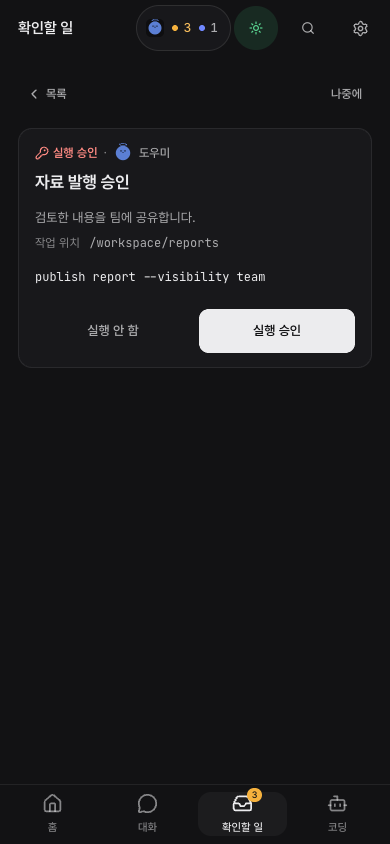 확인할 일
3 1
목록
나중에
실행 승인 · 도우미
자료 발행 승인
검토한 내용을 팀에 공유합니다.
작업 위치 /workspace/reports
publish report --visibility team
실행 안 함
실행 승인
3
홈
대화
확인할 일
코딩